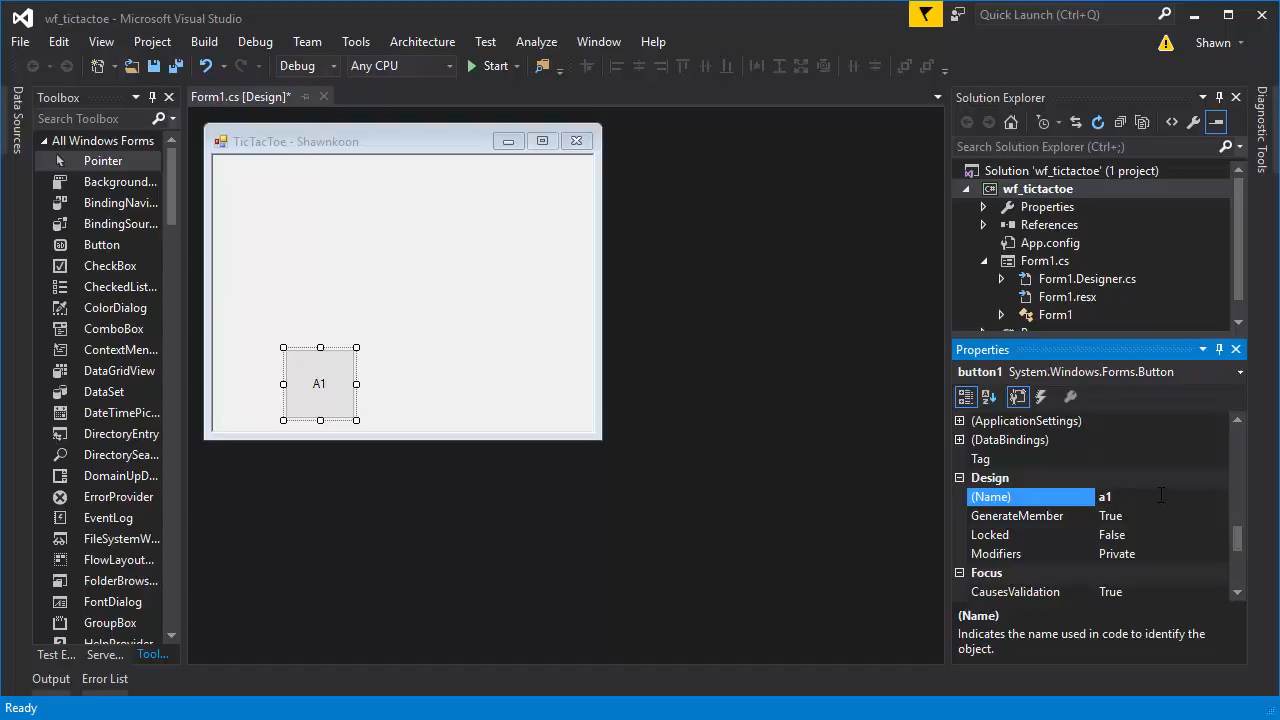 wf_tictactoe - Microsoft Visual Studio
Quick Launch (Ctrl+Q)
File Edit View Project Build Debug Team Tools Architecture Test Analyze Window Help
Shawn
Debug Any CPU Start
Data Sources
Toolbox
Search Toolbox
All Windows Forms
Pointer
Background...
BindingNavi...
BindingSour...
Button
CheckBox
CheckedList...
ColorDialog
ComboBox
ContextMen...
DataGridView
DataSet
DateTimePic...
DirectoryEntry
DirectorySea...
DomainUpD...
ErrorProvider
EventLog
FileSystemW...
FlowLayout...
FolderBrows...
FontDialog
GroupBox
HelpProvider
Test E... Serve... Tool...
Form1.cs [Design]*
TicTacToe - Shawnkoon
A1
Solution Explorer
Search Solution Explorer (Ctrl+;)
Solution 'wf_tictactoe' (1 project)
C# wf_tictactoe
Properties
References
App.config
Form1.cs
Form1.Designer.cs
Form1.resx
Form1
Properties
button1 System.Windows.Forms.Button
(ApplicationSettings)
(DataBindings)
Tag
Design
(Name) a1
GenerateMember True
Locked False
Modifiers Private
Focus
CausesValidation True
(Name)
Indicates the name used in code to identify the
object.
Diagnostic Tools
Output Error List
Ready